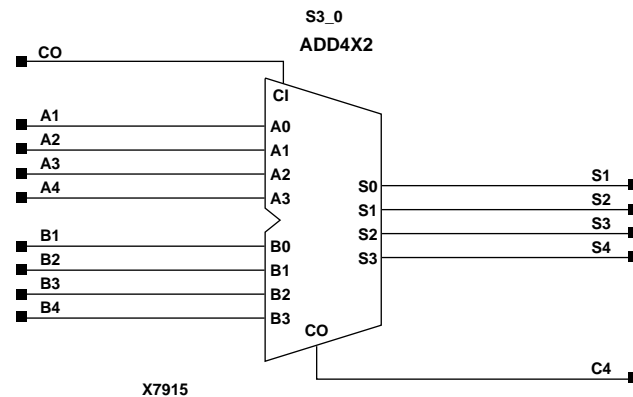 S3_0
ADD4X2
CO
CI
A1 A0
A2 A1
A3 A2
A4 A3
S0 S1
S1 S2
S2 S3
S3 S4
B1 B0
B2 B1
B3 B2
B4 B3
CO
C4
X7915